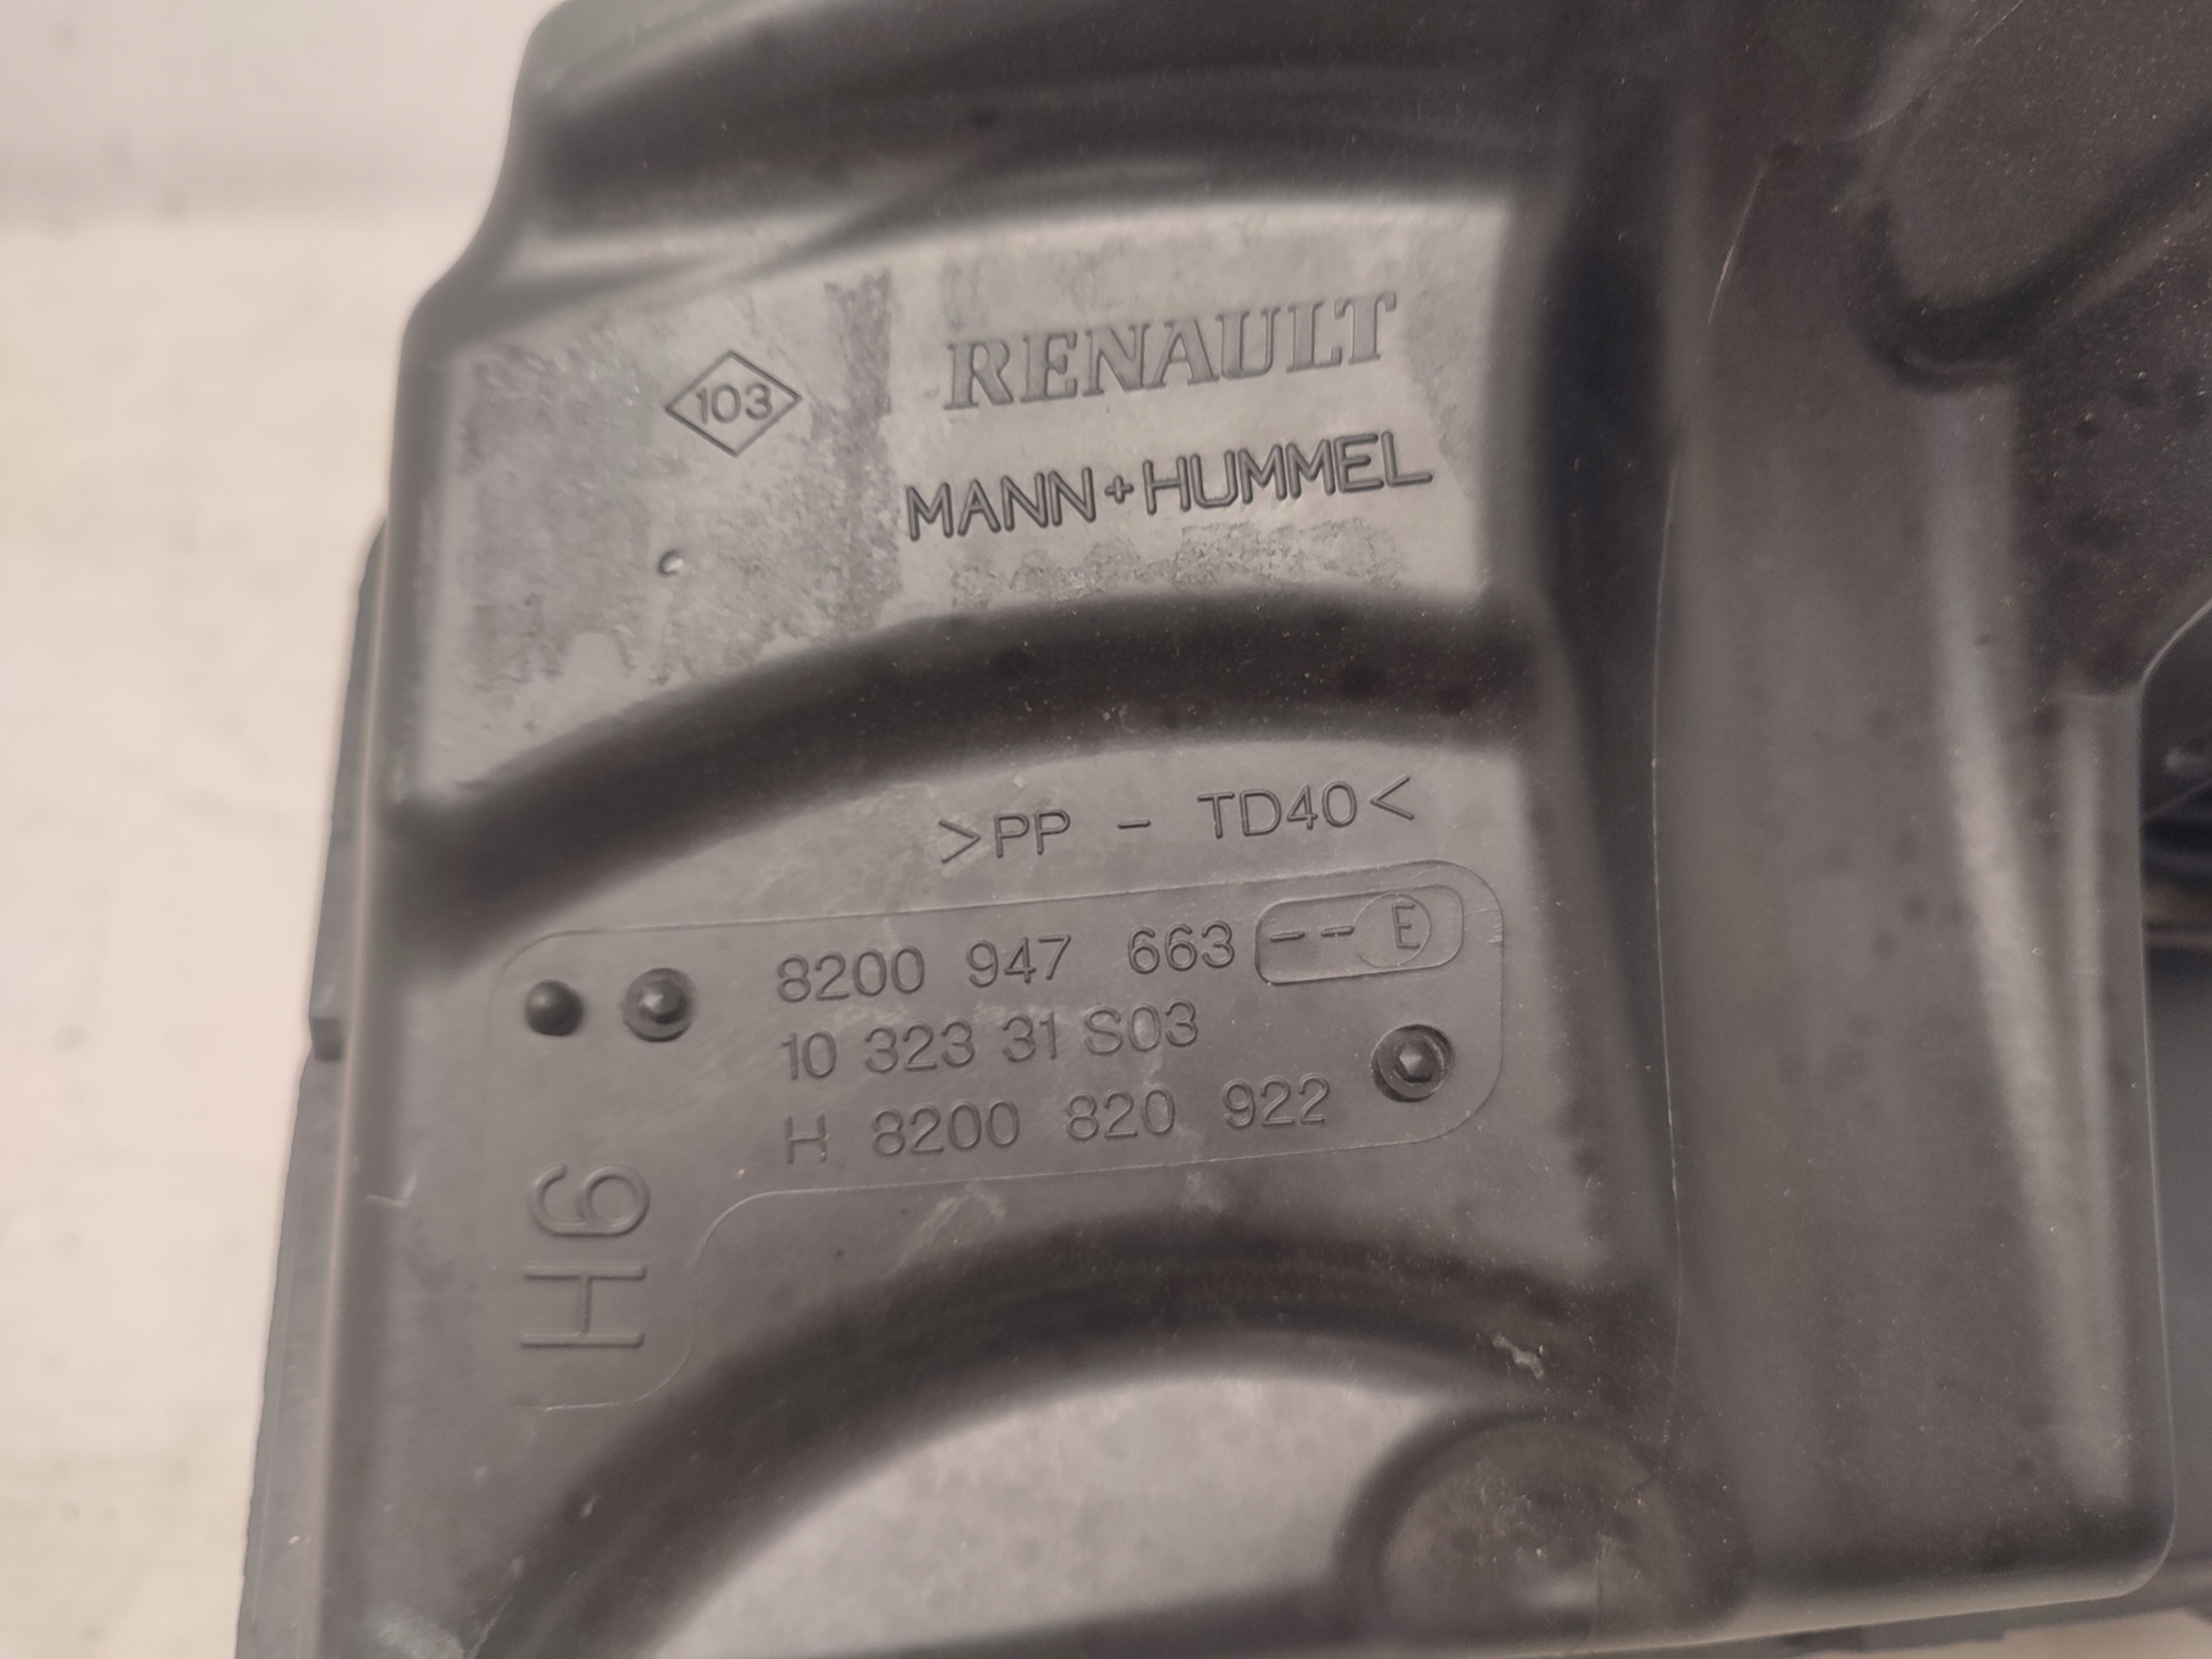 RENAULT
103
MANN+HUMMEL
>PP - TD40<
8200 947 663 -- E
10 323 31 S03
H 8200 820 922
H6